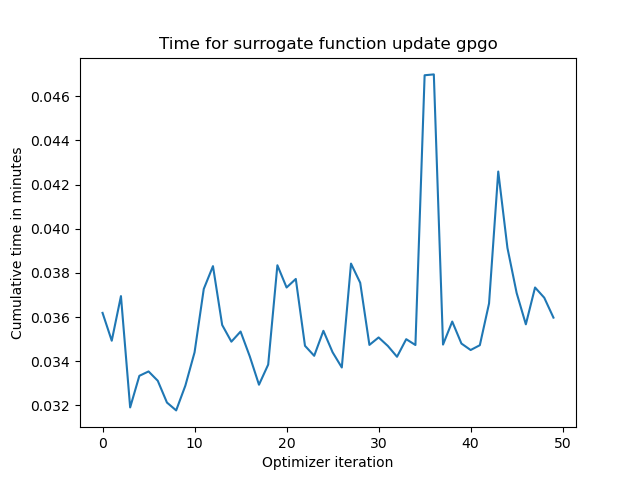 Time for surrogate function update gpgo
Cumulative time in minutes
0.046
0.044
0.042
0.040
0.038
0.036
0.034
0.032
0 10 20 30 40 50
Optimizer iteration